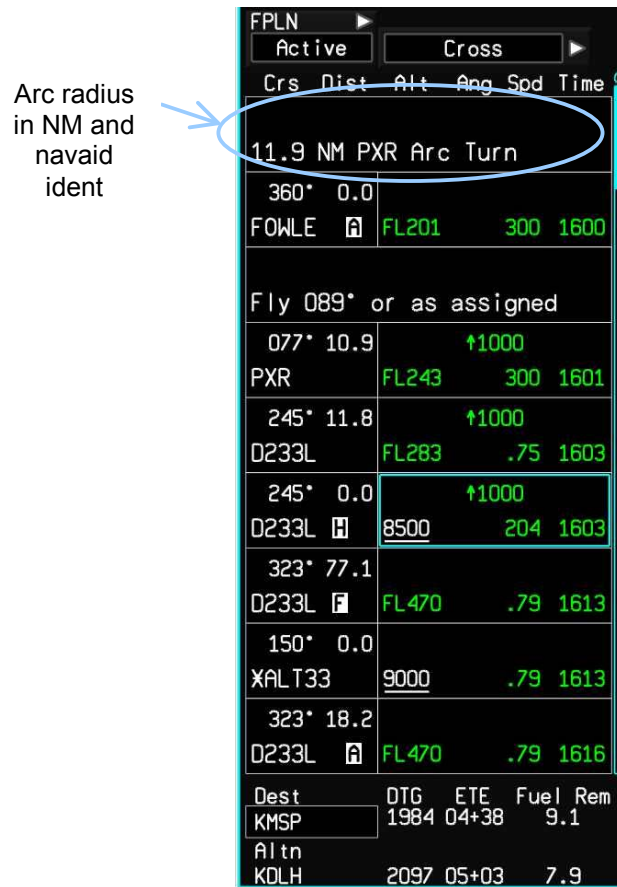 Arc radius
in NM and
navaid
ident
FPLN
Active Cross
Crs Dist Alt Ang Spd Time
11.9 NM PXR Arc Turn
360° 0.0
FOWLE A FL201 300 1600
Fly 089° or as assigned
077° 10.9 ↑1000
PXR FL243 300 1601
245° 11.8 ↑1000
D233L FL283 .75 1603
245° 0.0 ↑1000
D233L H 8500 204 1603
323° 77.1
D233L F FL470 .79 1613
150° 0.0
XALT33 9000 .79 1613
323° 18.2
D233L A FL470 .79 1616
Dest DTG ETE Fuel Rem
KMSP 1984 04+38 9.1
Altn
KDLH 2097 05+03 7.9